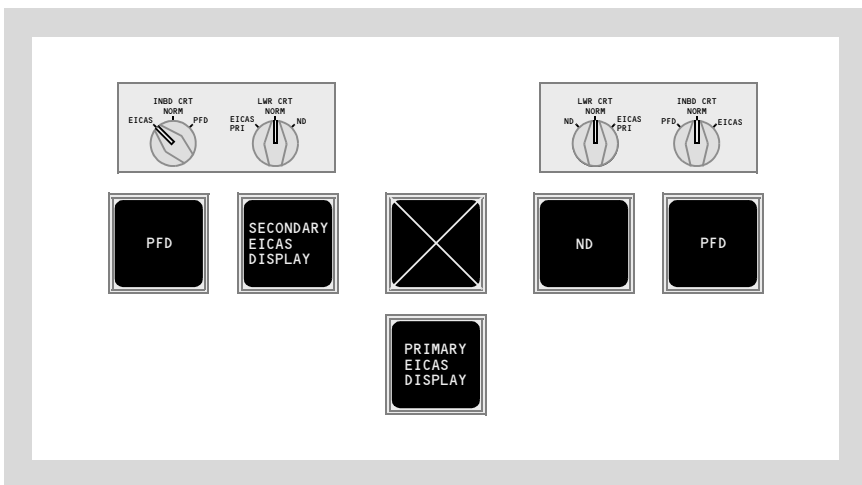 INBD CRT
NORM
EICAS
PFD
LWR CRT
NORM
EICAS
PRI
ND
LWR CRT
NORM
ND
EICAS
PRI
INBD CRT
NORM
PFD
EICAS
PFD
SECONDARY
EICAS
DISPLAY
ND
PFD
PRIMARY
EICAS
DISPLAY